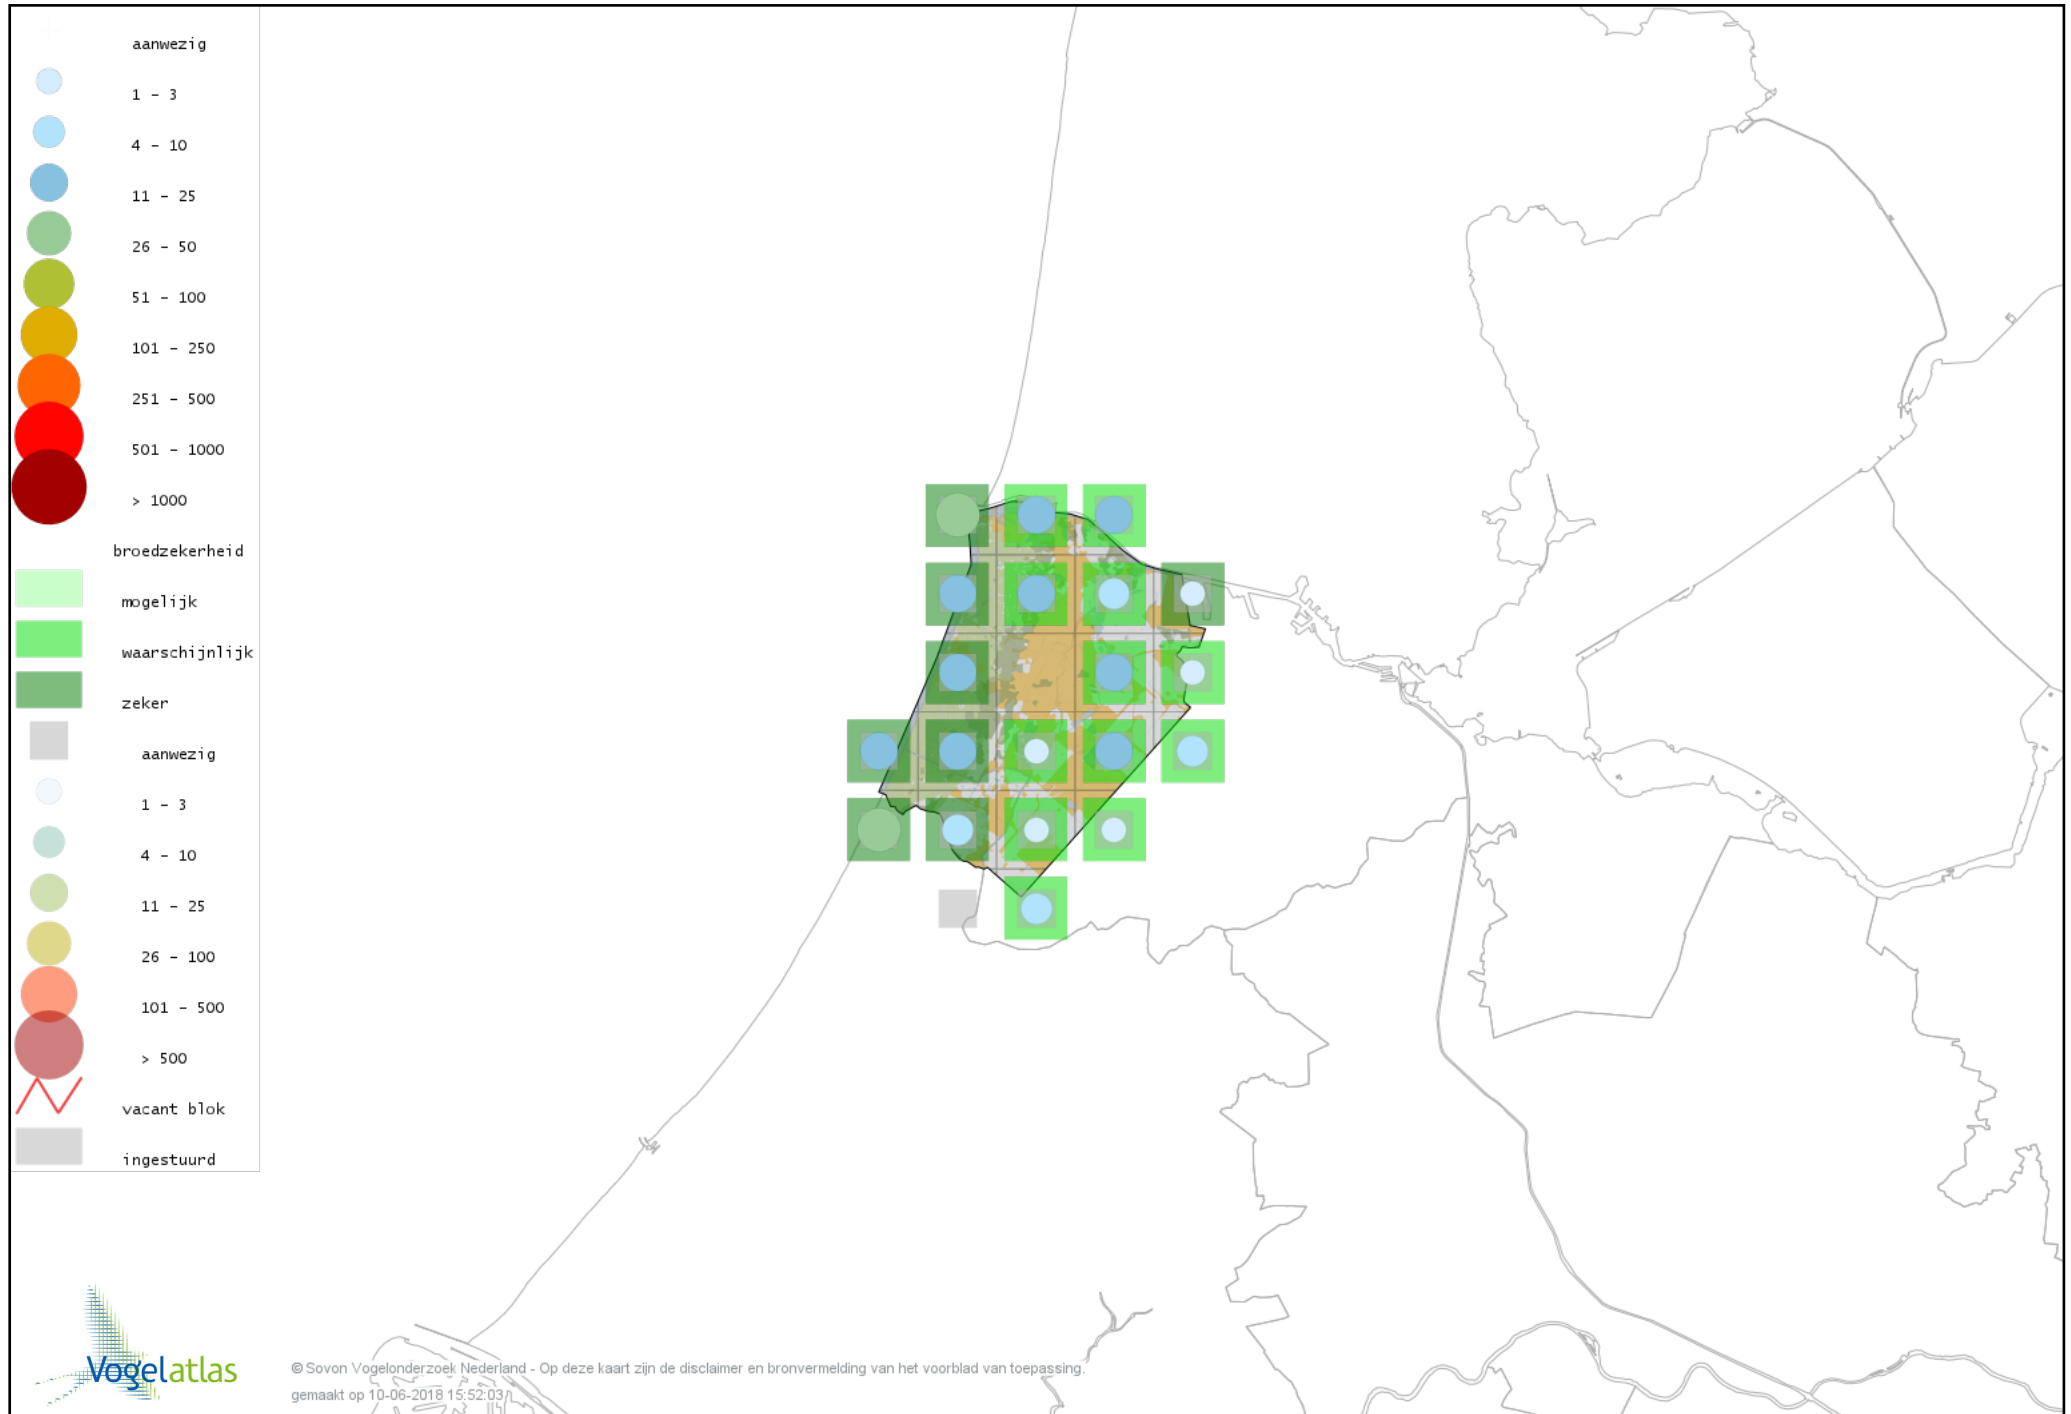 aanwezig
1 - 3
4 - 10
11 - 25
26 - 50
51 - 100
101 - 250
251 - 500
501 - 1000
> 1000
broedzekerheid
mogelijk
waarschijnlijk
zeker
aanwezig
1 - 3
4 - 10
11 - 25
26 - 100
101 - 500
> 500
vacant blok
ingestuurd
Vogelatlas
© Sovon Vogelonderzoek Nederland - Op deze kaart zijn de disclaimer en bronvermelding van het voorblad van toepassing.
gemaakt op 10-06-2018 15:52:03